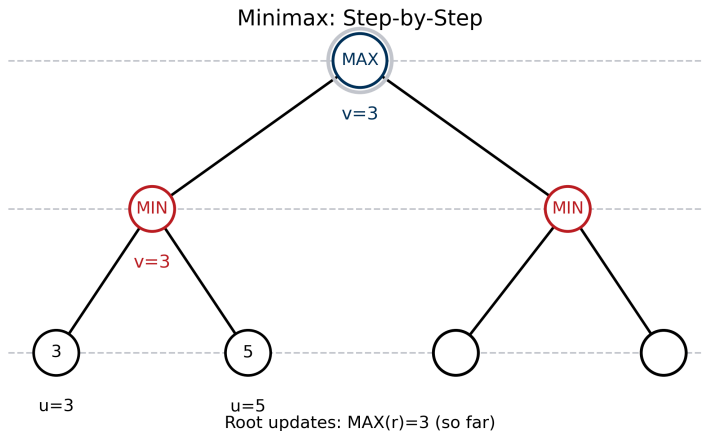 Minimax: Step-by-Step
MAX
v=3
MIN
MIN
v=3
3
5
u=3
u=5
Root updates: MAX(r)=3 (so far)